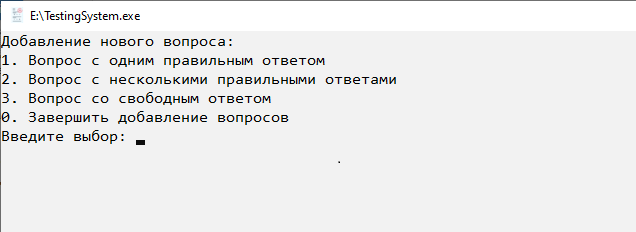 E:\TestingSystem.exe
Добавление нового вопроса:
1. Вопрос с одним правильным ответом
2. Вопрос с несколькими правильными ответами
3. Вопрос со свободным ответом
0. Завершить добавление вопросов
Введите выбор: